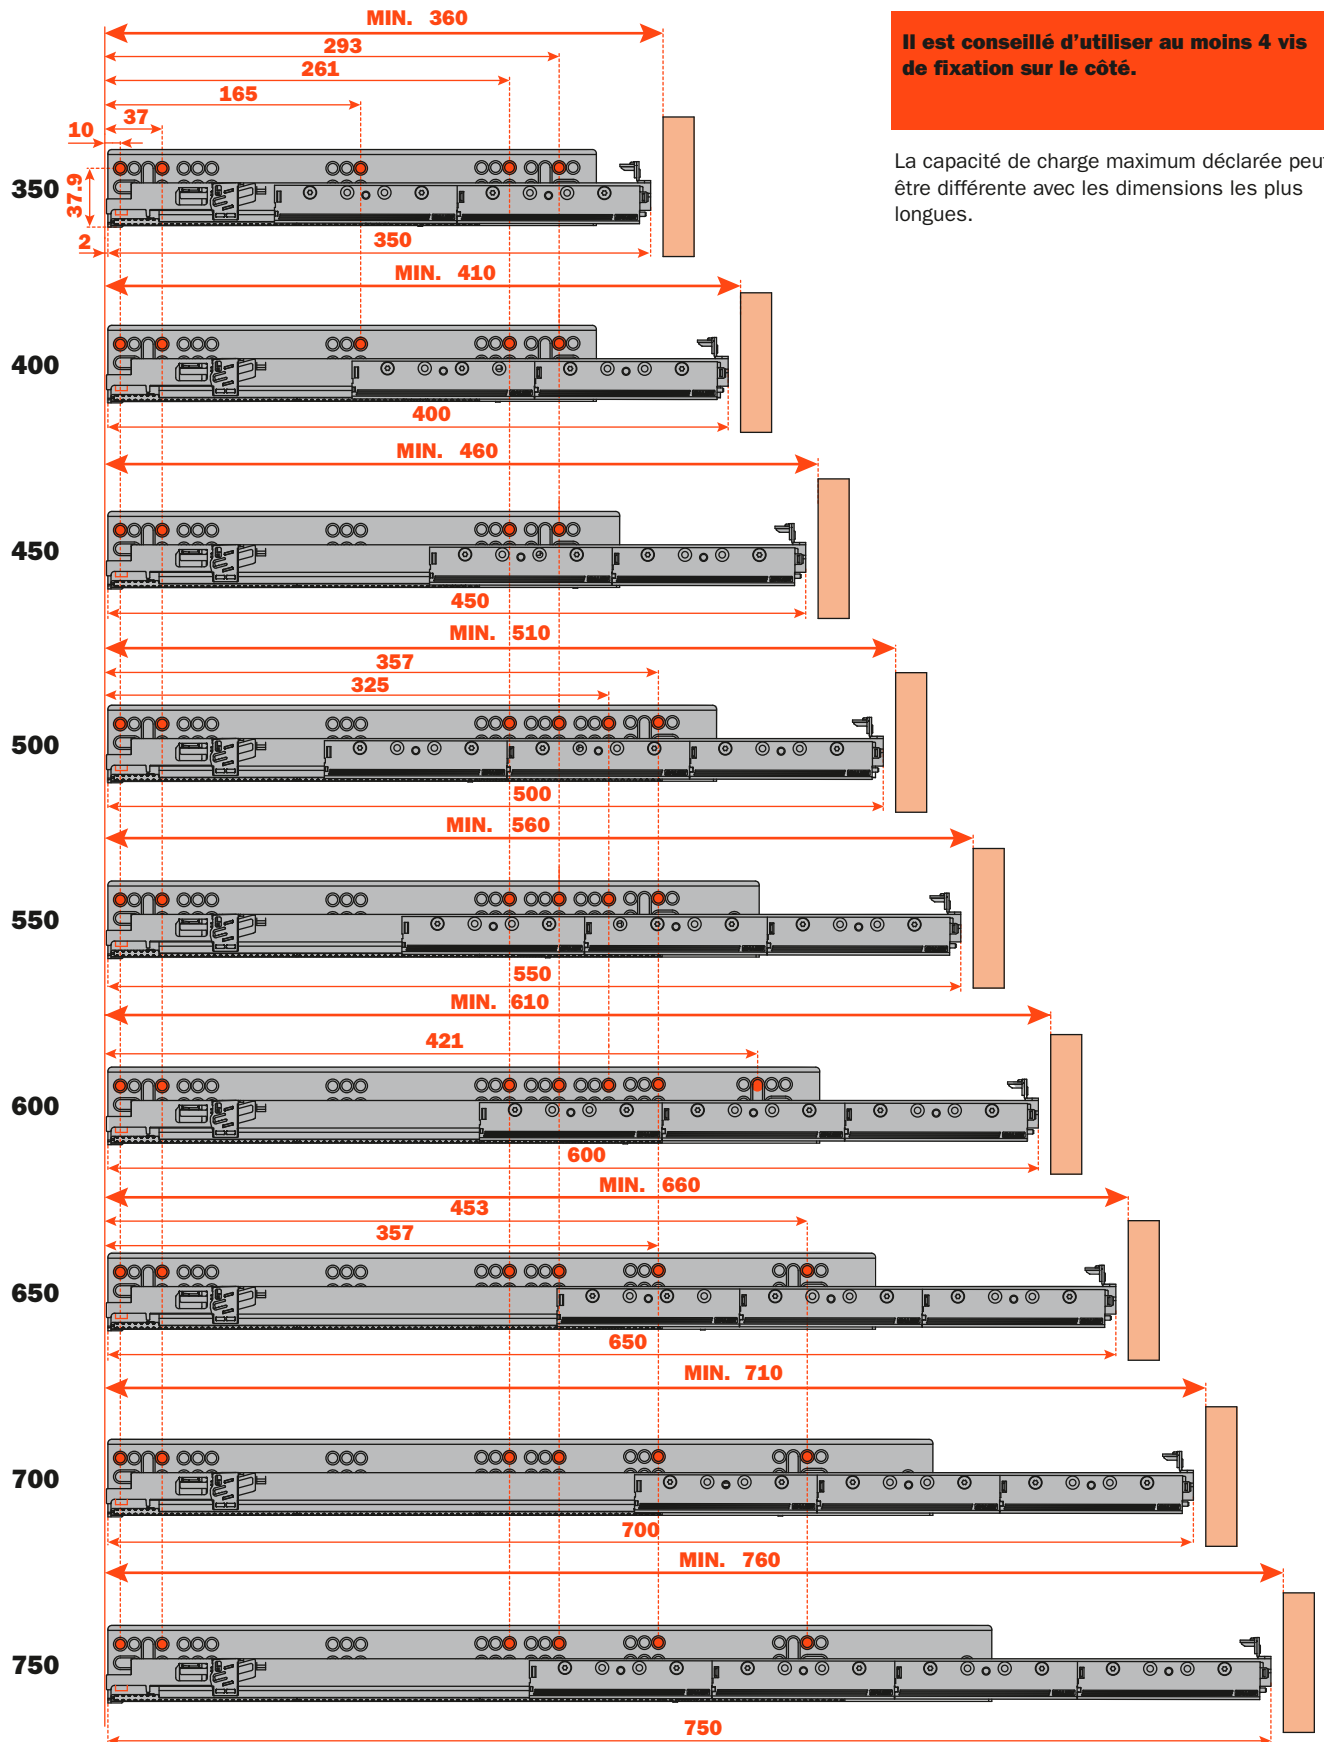 MIN. 360
Il est conseillé d'utiliser au moins 4 vis
de fixation sur le côté.
293
261
165
37
10
La capacité de charge maximum déclarée peu
être différente avec les dimensions les plus
longues.
350
37.9
2
350
MIN. 410
400
400
MIN. 460
450
450
MIN. 510
357
325
500
500
MIN. 560
550
550
MIN. 610
421
600
600
MIN. 660
453
357
650
650
MIN. 710
700
700
MIN. 760
750
750